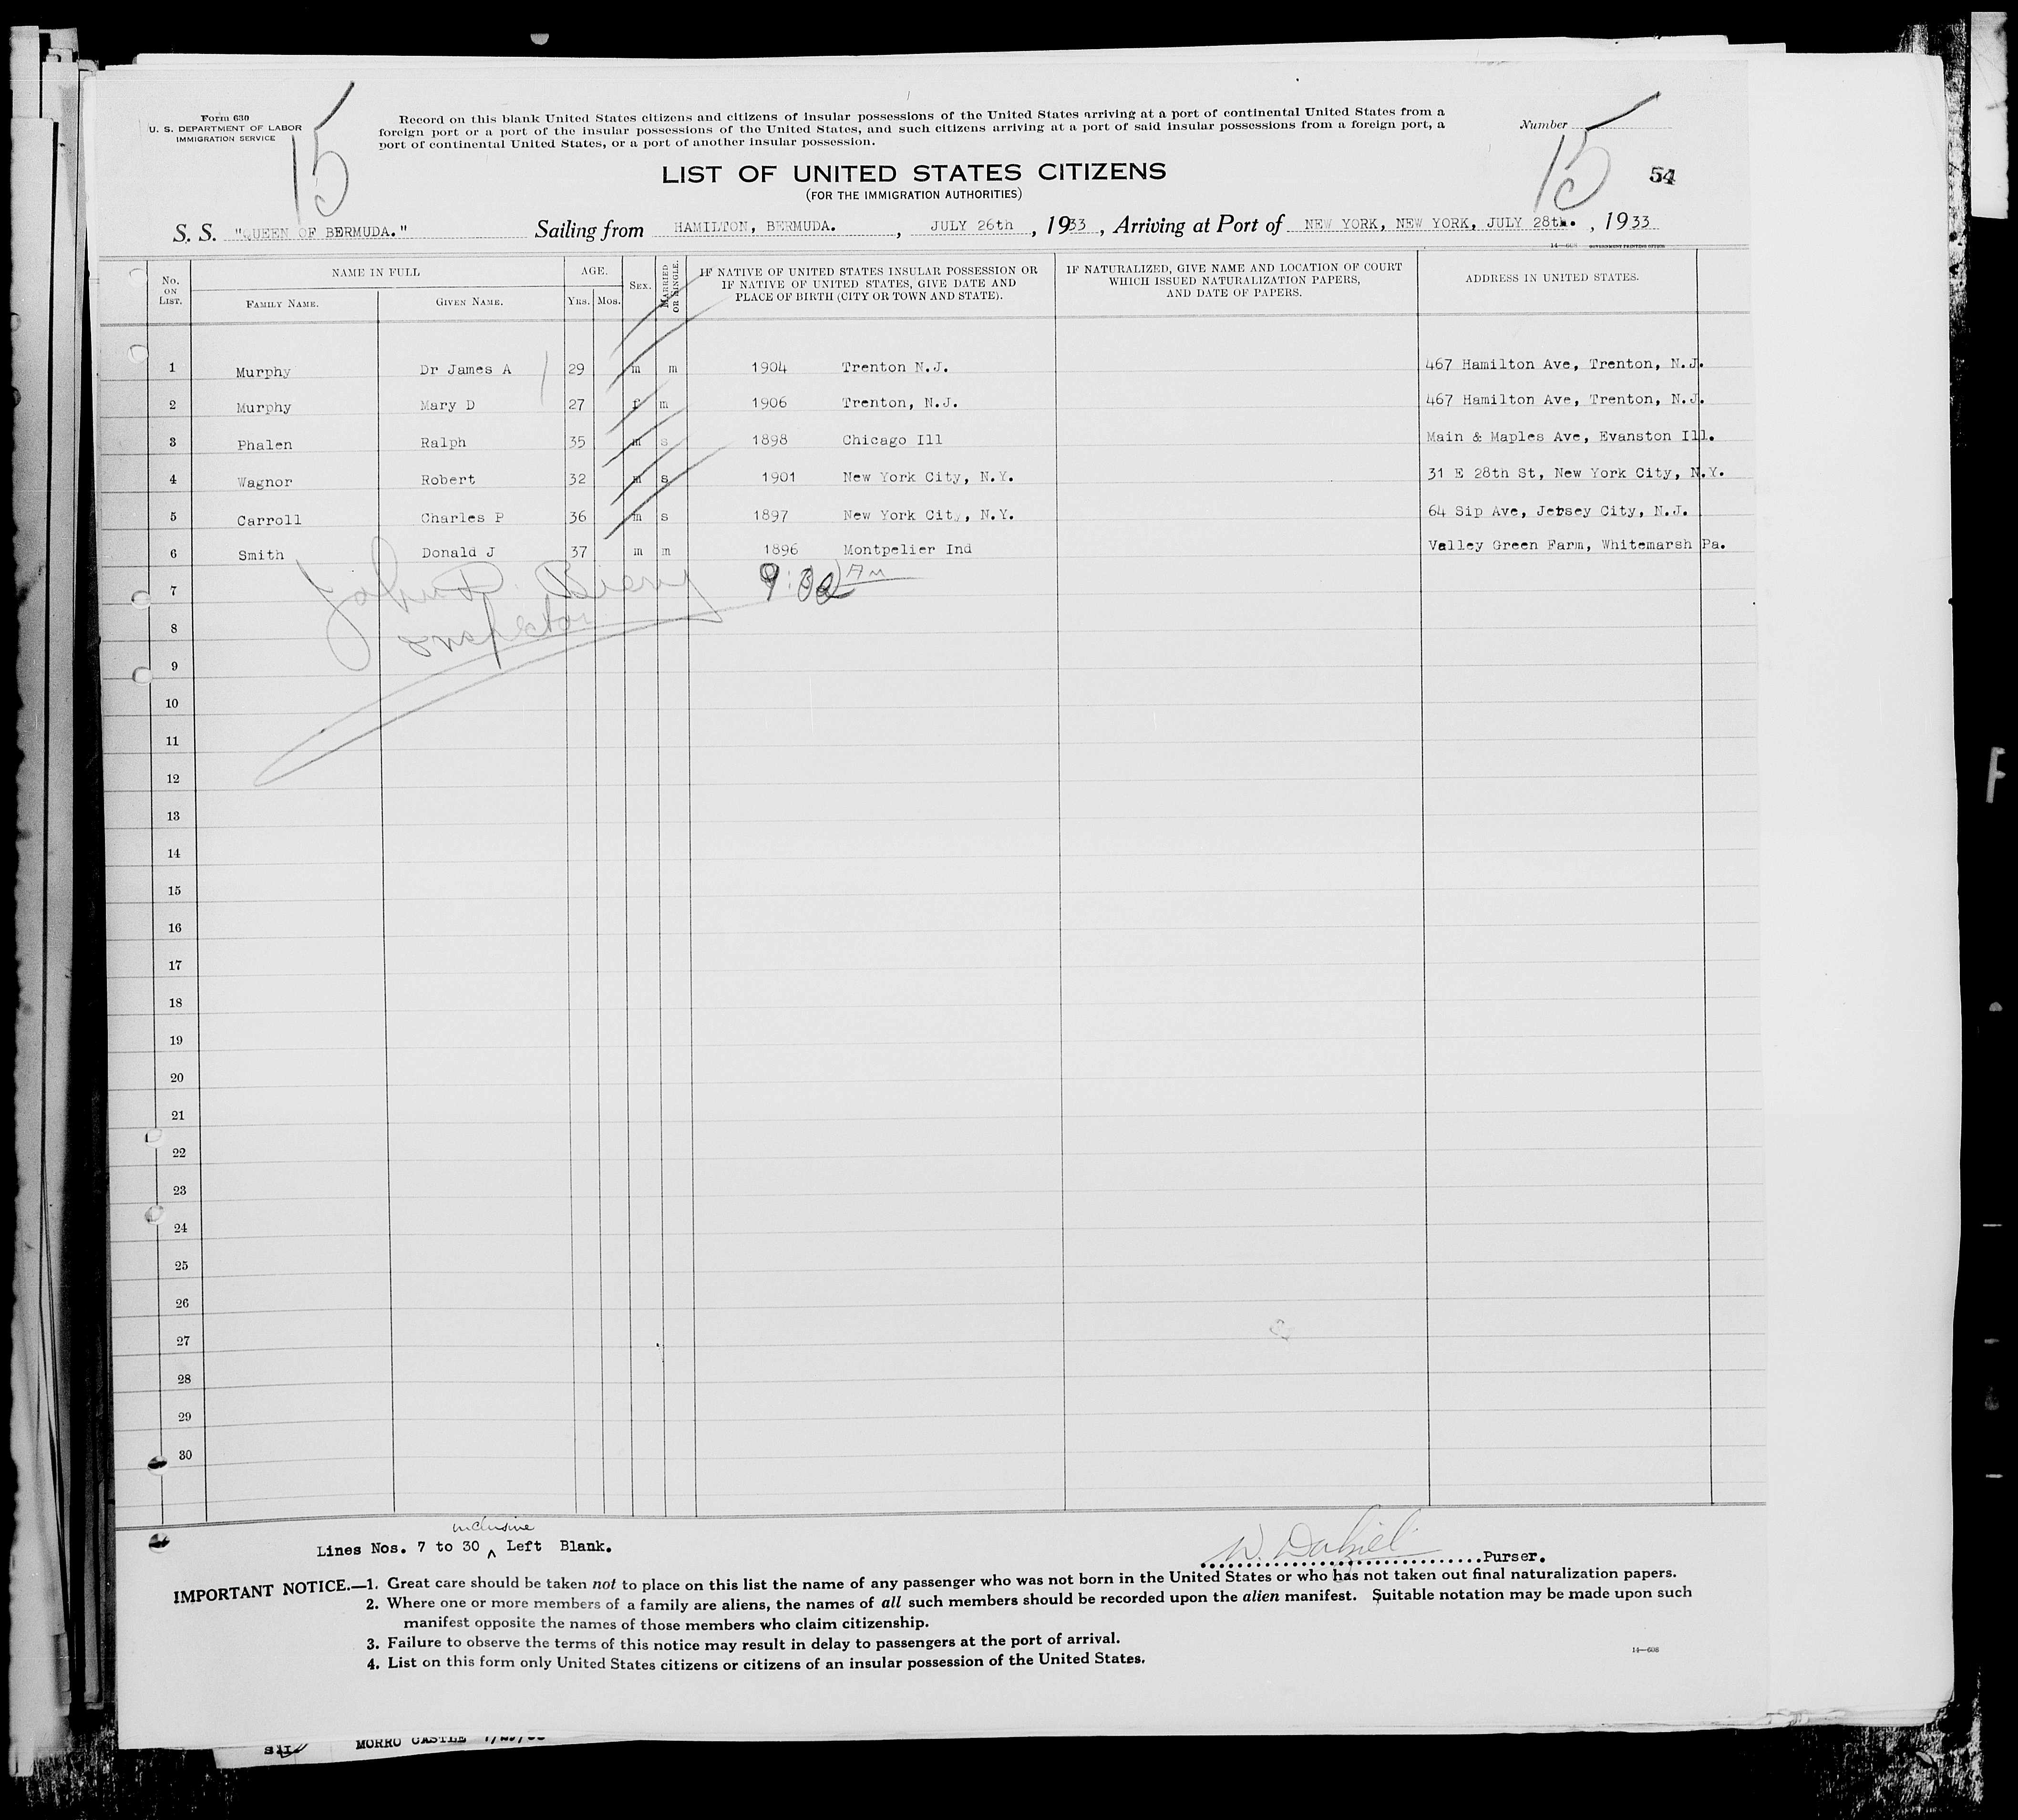 Form 630
U. S. DEPARTMENT OF LABOR
IMMIGRATION SERVICE
15
Record on this blank United States citizens and citizens of insular possessions of the United States arriving at a port of continental United States from a
foreign port or a port of the insular possessions of the United States, and such citizens arriving at a port of said insular possessions from a foreign port, a
port of continental United States, or a port of another insular possession.
Number
15
54
LIST OF UNITED STATES CITIZENS
(FOR THE IMMIGRATION AUTHORITIES)
S. S. "QUEEN OF BERMUDA." Sailing from HAMILTON, BERMUDA. , JULY 26th , 1933 , Arriving at Port of NEW YORK, NEW YORK, JULY 28th. , 1933
14—608 GOVERNMENT PRINTING OFFICE
No. ON LIST. NAME IN FULL FAMILY NAME. GIVEN NAME. AGE. YRS. MOS. SEX. MARRIED OR SINGLE. IF NATIVE OF UNITED STATES INSULAR POSSESSION OR IF NATIVE OF UNITED STATES, GIVE DATE AND PLACE OF BIRTH (CITY OR TOWN AND STATE). IF NATURALIZED, GIVE NAME AND LOCATION OF COURT WHICH ISSUED NATURALIZATION PAPERS, AND DATE OF PAPERS. ADDRESS IN UNITED STATES.
1 Murphy Dr James A 29 m m 1904 Trenton N.J. 467 Hamilton Ave, Trenton, N.J.
2 Murphy Mary D 27 f m 1906 Trenton, N.J. 467 Hamilton Ave, Trenton, N.J.
3 Phalen Ralph 35 m s 1898 Chicago Ill Main & Maples Ave, Evanston Ill.
4 Wagnor Robert 32 m s 1901 New York City, N.Y. 31 E 28th St, New York City, N.Y.
5 Carroll Charles P 36 m s 1897 New York City, N.Y. 64 Sip Ave, Jersey City, N.J.
6 Smith Donald J 37 m m 1896 Montpelier Ind Valley Green Farm, Whitemarsh Pa.
7 John P. 9:30 AM
8 Inspector
9
10
11
12
13
14
15
16
17
18
19
20
21
22
23
24
25
26
27
28
29
30
inclusive
Lines Nos. 7 to 30 ^ Left Blank.
W. Purser.
IMPORTANT NOTICE.—1. Great care should be taken not to place on this list the name of any passenger who was not born in the United States or who has not taken out final naturalization papers.
2. Where one or more members of a family are aliens, the names of all such members should be recorded upon the alien manifest. Suitable notation may be made upon such
manifest opposite the names of those members who claim citizenship.
3. Failure to observe the terms of this notice may result in delay to passengers at the port of arrival.
4. List on this form only United States citizens or citizens of an insular possession of the United States.
14—608
MORRO CASTLE